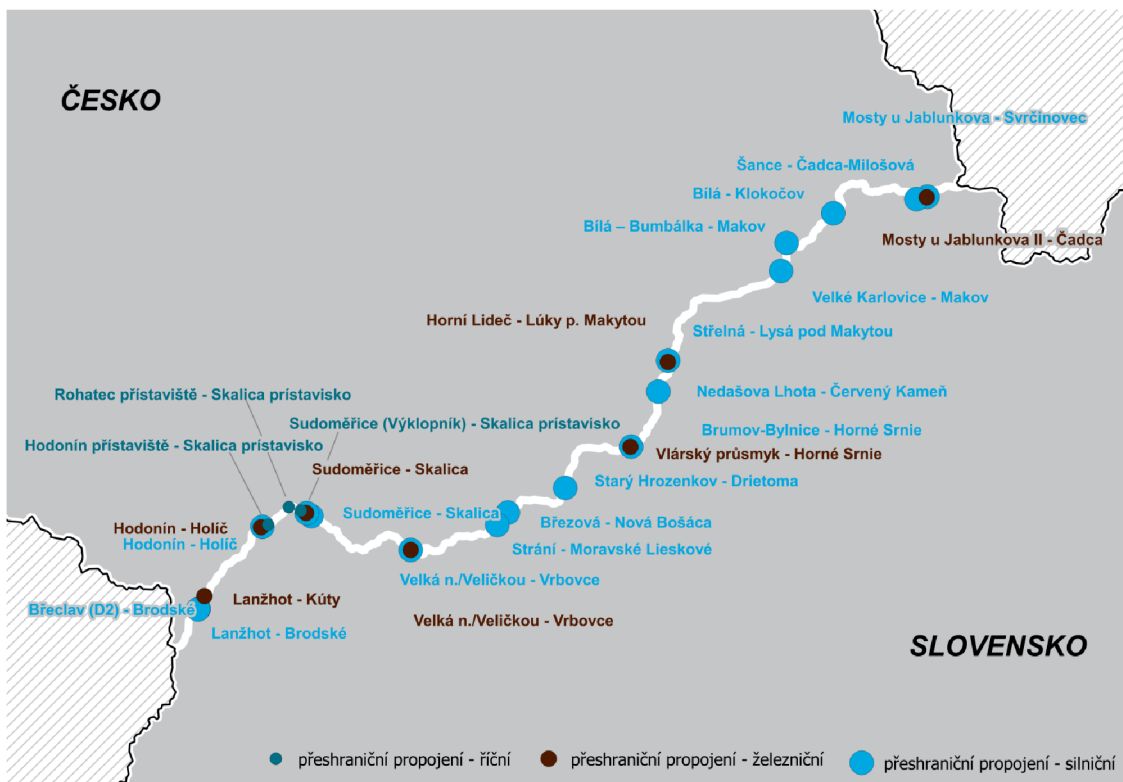 ČESKO
Mosty u Jablunkova - Svrčinovec
Šance - Čadca-Milošová
Bílá - Klokočov
Bílá – Bumbálka - Makov
Mosty u Jablunkova II - Čadca
Velké Karlovice - Makov
Horní Lideč - Lúky p. Makytou
Střelná - Lysá pod Makytou
Rohatec přístaviště - Skalica prístavisko
Nedašova Lhota - Červený Kameň
Sudoměřice (Výklopník) - Skalica prístavisko
Brumov-Bylnice - Horné Srnie
Hodonín přístaviště - Skalica prístavisko
Vlárský průsmyk - Horné Srnie
Sudoměřice - Skalica
Starý Hrozenkov - Drietoma
Sudoměřice - Skalica
Březová - Nová Bošáca
Hodonín - Holíč
Hodonín - Holíč
Strání - Moravské Lieskové
Velká n./Veličkou - Vrbovce
Lanžhot - Kúty
Břeclav (D2) - Brodské
Velká n./Veličkou - Vrbovce
Lanžhot - Brodské
SLOVENSKO
přeshraniční propojení - říční
přeshraniční propojení - železniční
přeshraniční propojení - silniční